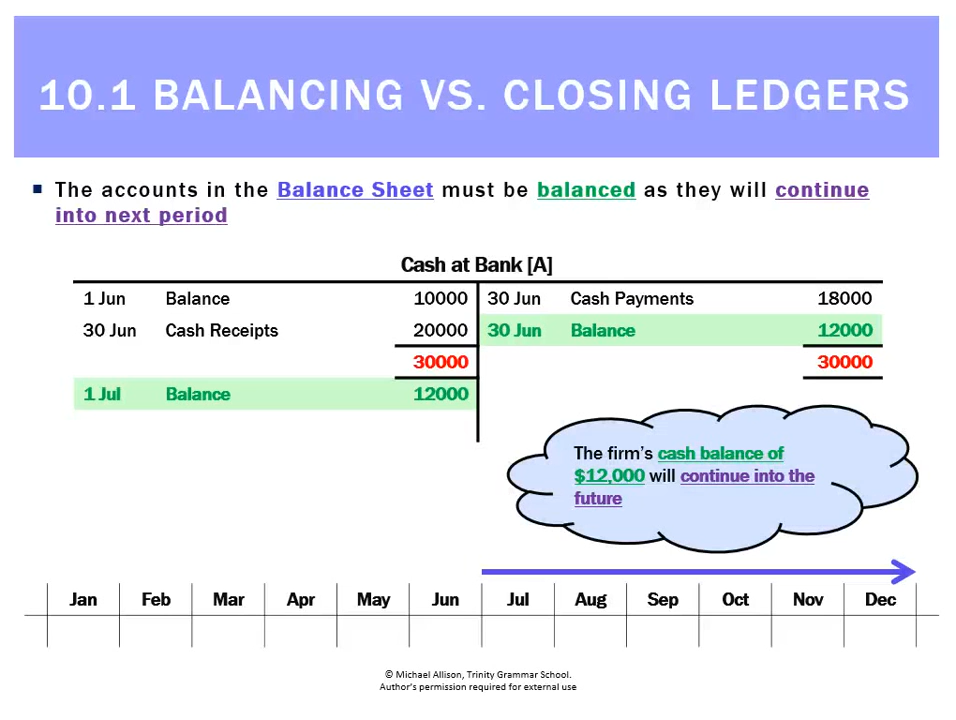 10.1 BALANCING VS. CLOSING LEDGERS
The accounts in the Balance Sheet must be balanced as they will continue
into next period
Cash at Bank [A]
1 Jun Balance 10000 30 Jun Cash Payments 18000
30 Jun Cash Receipts 20000 30 Jun Balance 12000
30000 30000
1 Jul Balance 12000
The firm's cash balance of
$12,000 will continue into the
future
Jan Feb Mar Apr May Jun Jul Aug Sep Oct Nov Dec
© Michael Allison, Trinity Grammar School.
Author's permission required for external use